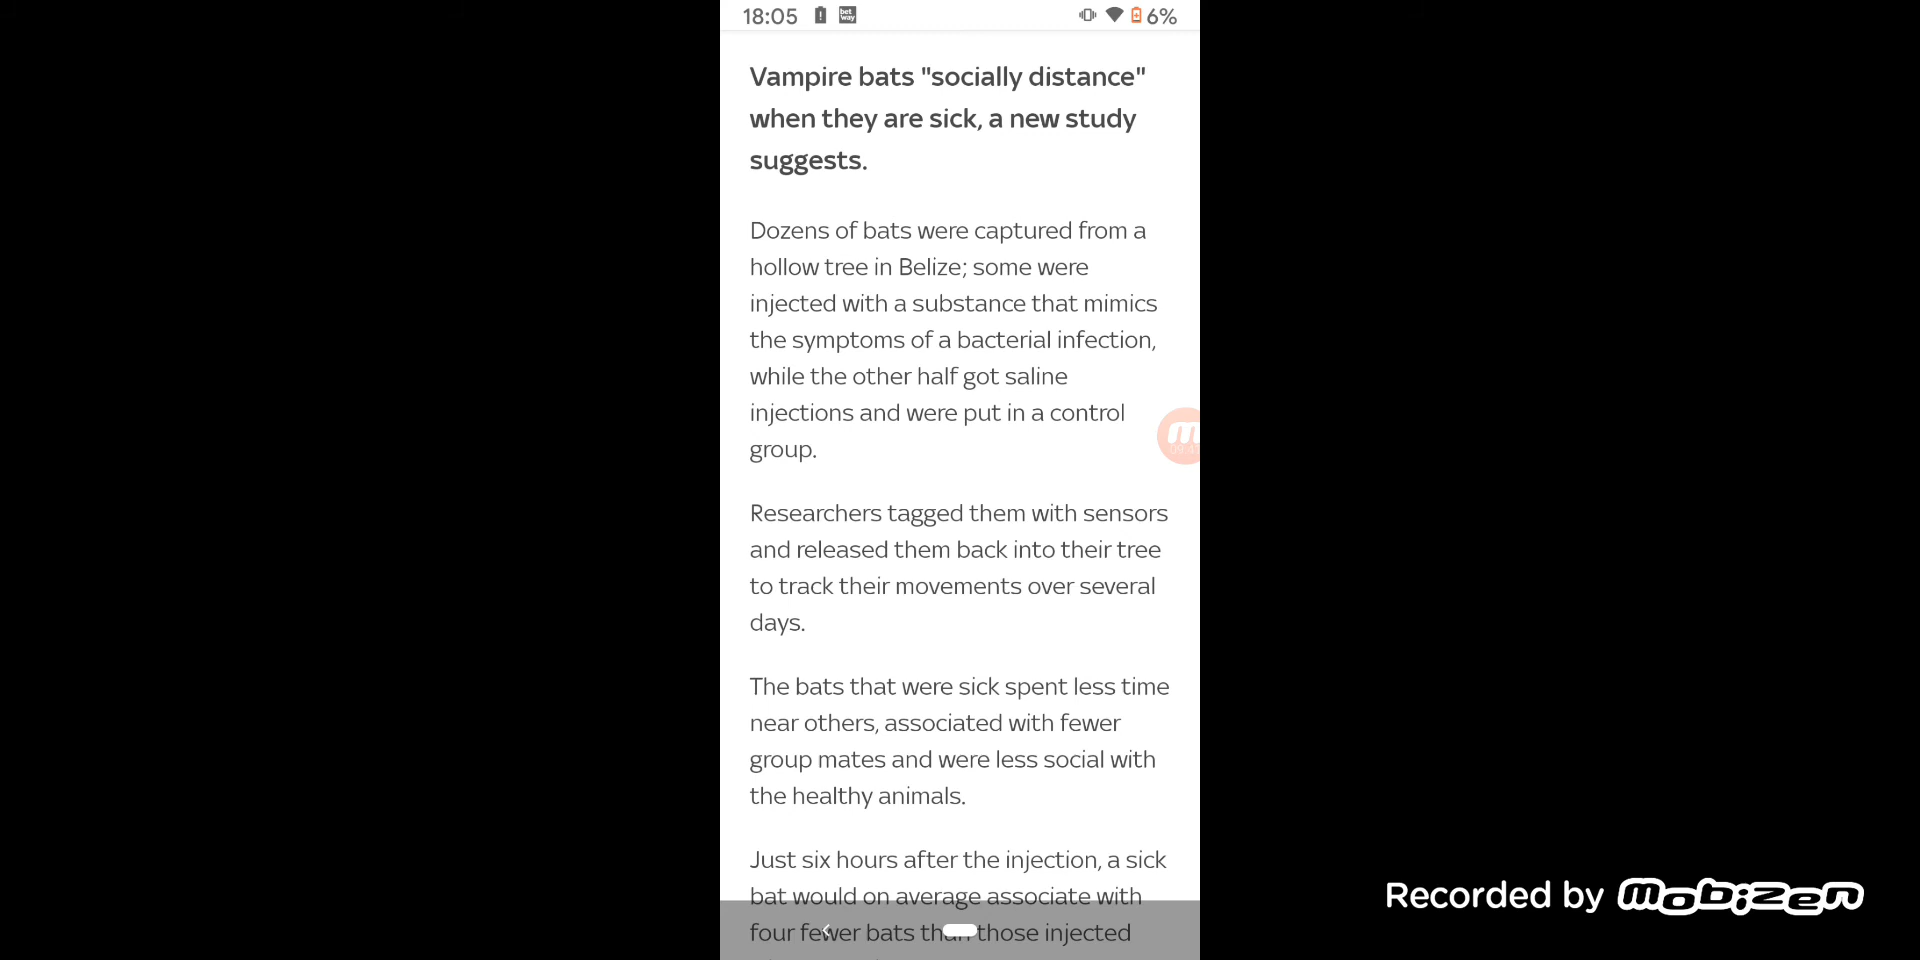 18:05
bet
way
6%
Vampire bats "socially distance"
when they are sick, a new study
suggests.
Dozens of bats were captured from a
hollow tree in Belize; some were
injected with a substance that mimics
the symptoms of a bacterial infection,
while the other half got saline
injections and were put in a control
group.
Researchers tagged them with sensors
and released them back into their tree
to track their movements over several
days.
The bats that were sick spent less time
near others, associated with fewer
group mates and were less social with
the healthy animals.
Just six hours after the injection, a sick
bat would on average associate with
four fewer bats than those injected
Recorded by mobizen